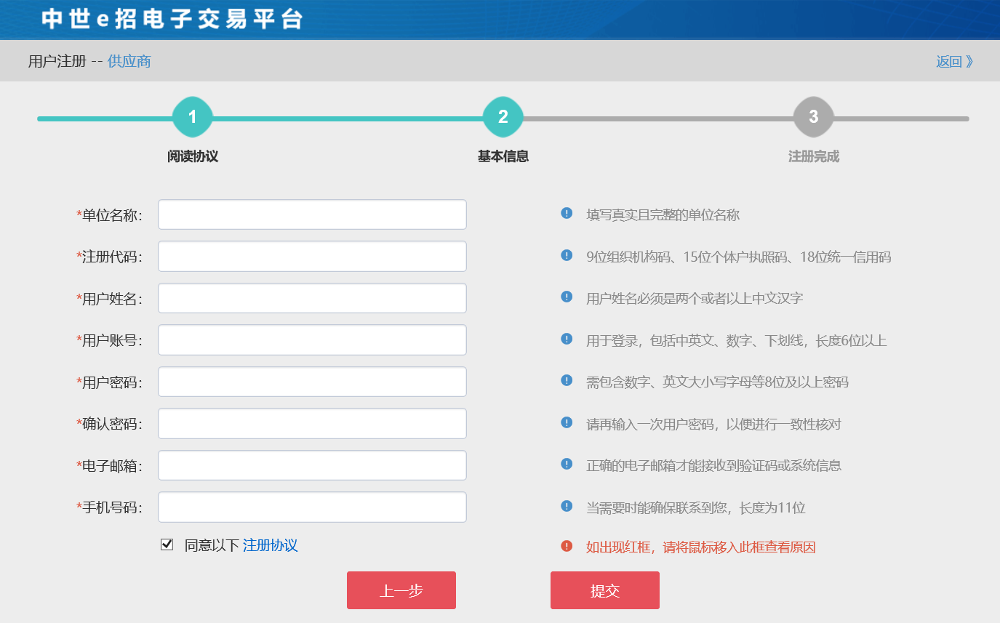 中世e招电子交易平台
用户注册 -- 供应商
返回 》
1
2
3
阅读协议
基本信息
注册完成
*单位名称:
填写真实且完整的单位名称
*注册代码:
9位组织机构码、15位个体户执照码、18位统一信用码
*用户姓名:
用户姓名必须是两个或者以上中文汉字
*用户账号:
用于登录，包括中英文、数字、下划线，长度6位以上
*用户密码:
需包含数字、英文大小写字母等8位及以上密码
*确认密码:
请再输入一次用户密码，以便进行一致性核对
*电子邮箱:
正确的电子邮箱才能接收到验证码或系统信息
*手机号码:
当需要时能确保联系到您，长度为11位
同意以下 注册协议
如出现红框，请将鼠标移入此框查看原因
上一步
提交